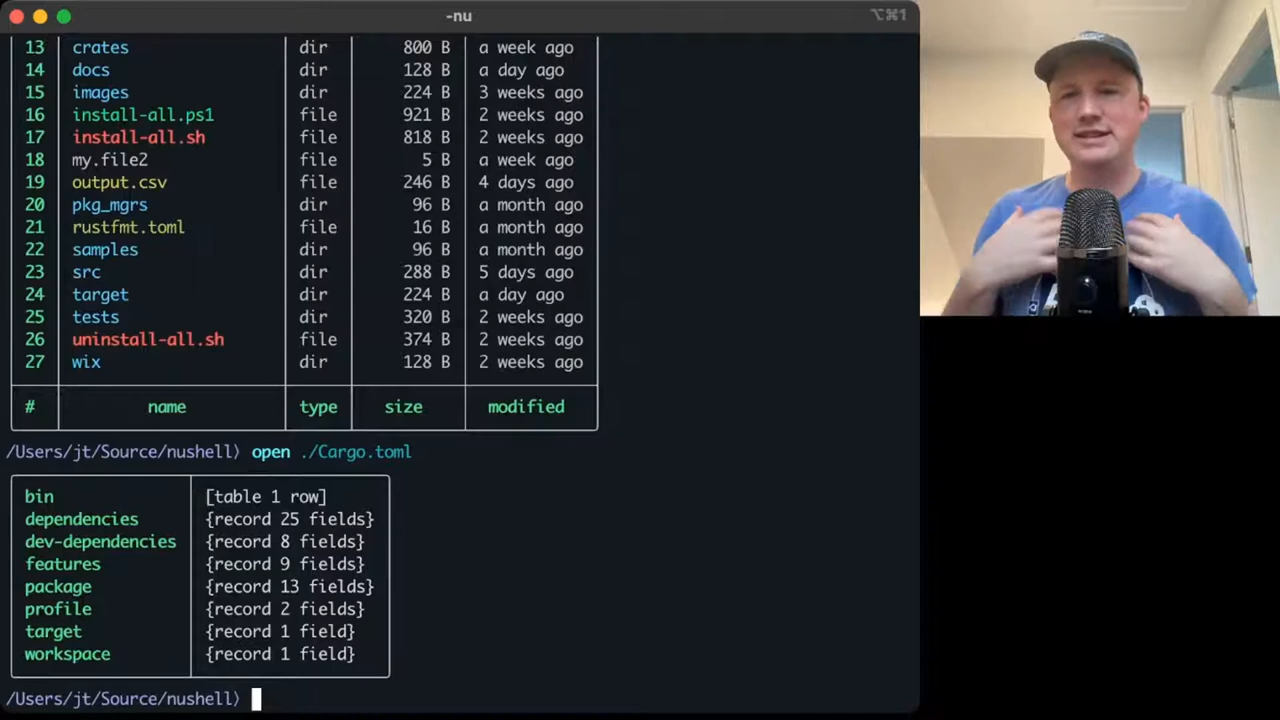 -nu
⌥⌘1
13 crates dir 800 B a week ago
14 docs dir 128 B a day ago
15 images dir 224 B 3 weeks ago
16 install-all.ps1 file 921 B 2 weeks ago
17 install-all.sh file 818 B 2 weeks ago
18 my.file2 file 5 B a week ago
19 output.csv file 246 B 4 days ago
20 pkg_mgrs dir 96 B a month ago
21 rustfmt.toml file 16 B a month ago
22 samples dir 96 B a month ago
23 src dir 288 B 5 days ago
24 target dir 224 B a day ago
25 tests dir 320 B 2 weeks ago
26 uninstall-all.sh file 374 B 2 weeks ago
27 wix dir 128 B 2 weeks ago
# name type size modified
/Users/jt/Source/nushell⟩ open ./Cargo.toml
bin [table 1 row]
dependencies {record 25 fields}
dev-dependencies {record 8 fields}
features {record 9 fields}
package {record 13 fields}
profile {record 2 fields}
target {record 1 field}
workspace {record 1 field}
/Users/jt/Source/nushell⟩